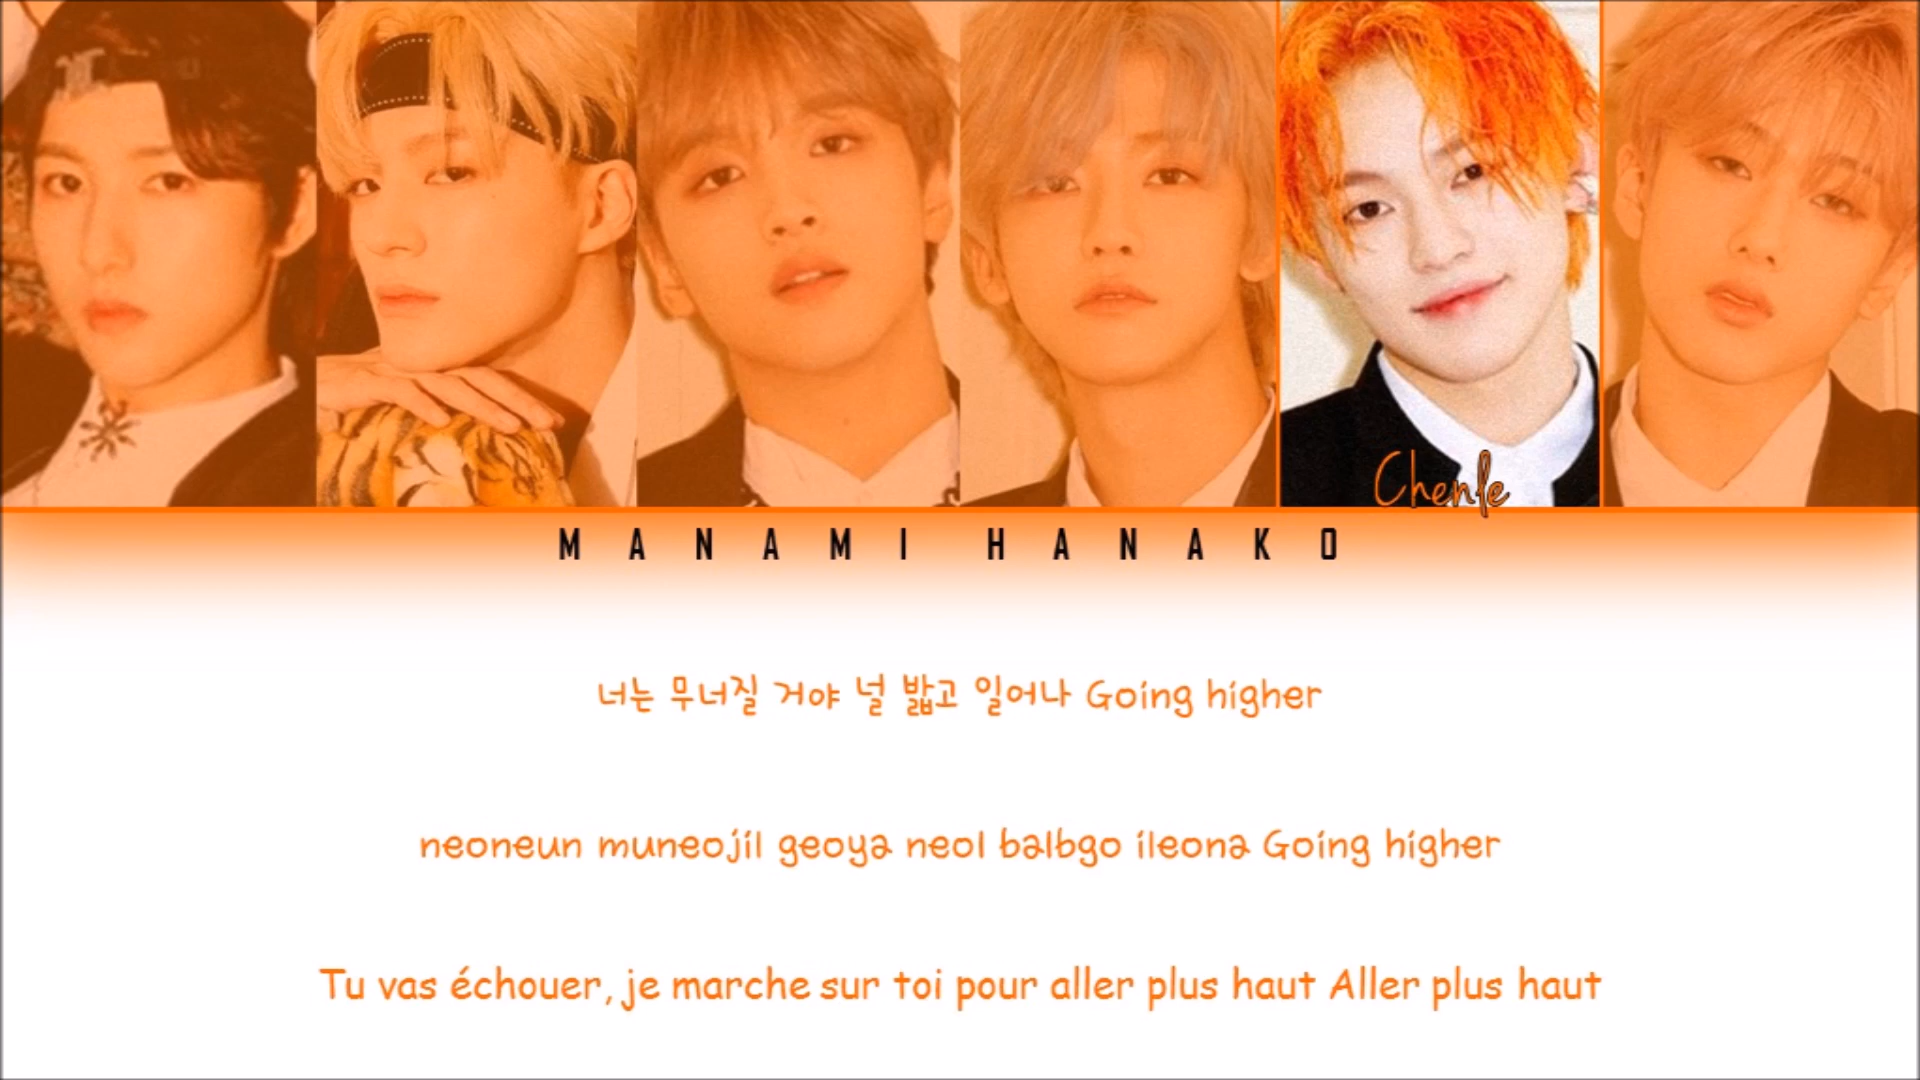 Chenle
MANAMI HANAKO
너는 무너질 거야 널 밟고 일어나 Going higher
neoneun muneojil geoya neol balbgo ileona Going higher
Tu vas échouer, je marche sur toi pour aller plus haut Aller plus haut